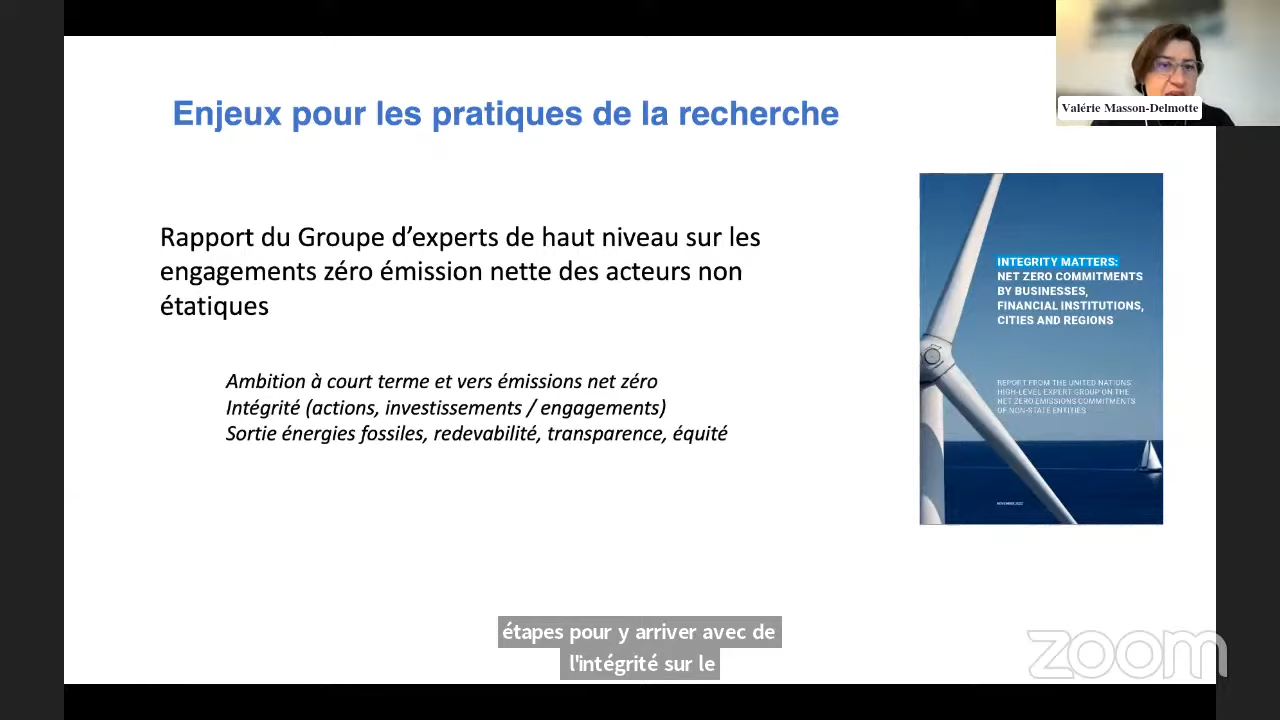 Enjeux pour les pratiques de la recherche
Valérie Masson-Delmotte
Rapport du Groupe d’experts de haut niveau sur les
engagements zéro émission nette des acteurs non
étatiques
Ambition à court terme et vers émissions net zéro
Intégrité (actions, investissements / engagements)
Sortie énergies fossiles, redevabilité, transparence, équité
INTEGRITY MATTERS:
NET ZERO COMMITMENTS
BY BUSINESSES,
FINANCIAL INSTITUTIONS,
CITIES AND REGIONS
REPORT FROM THE UNITED NATIONS
HIGH-LEVEL EXPERT GROUP ON THE
NET ZERO EMISSIONS COMMITMENTS
OF NON-STATE ENTITIES
NOVEMBER 2022
étapes pour y arriver avec de
l'intégrité sur le
zoom